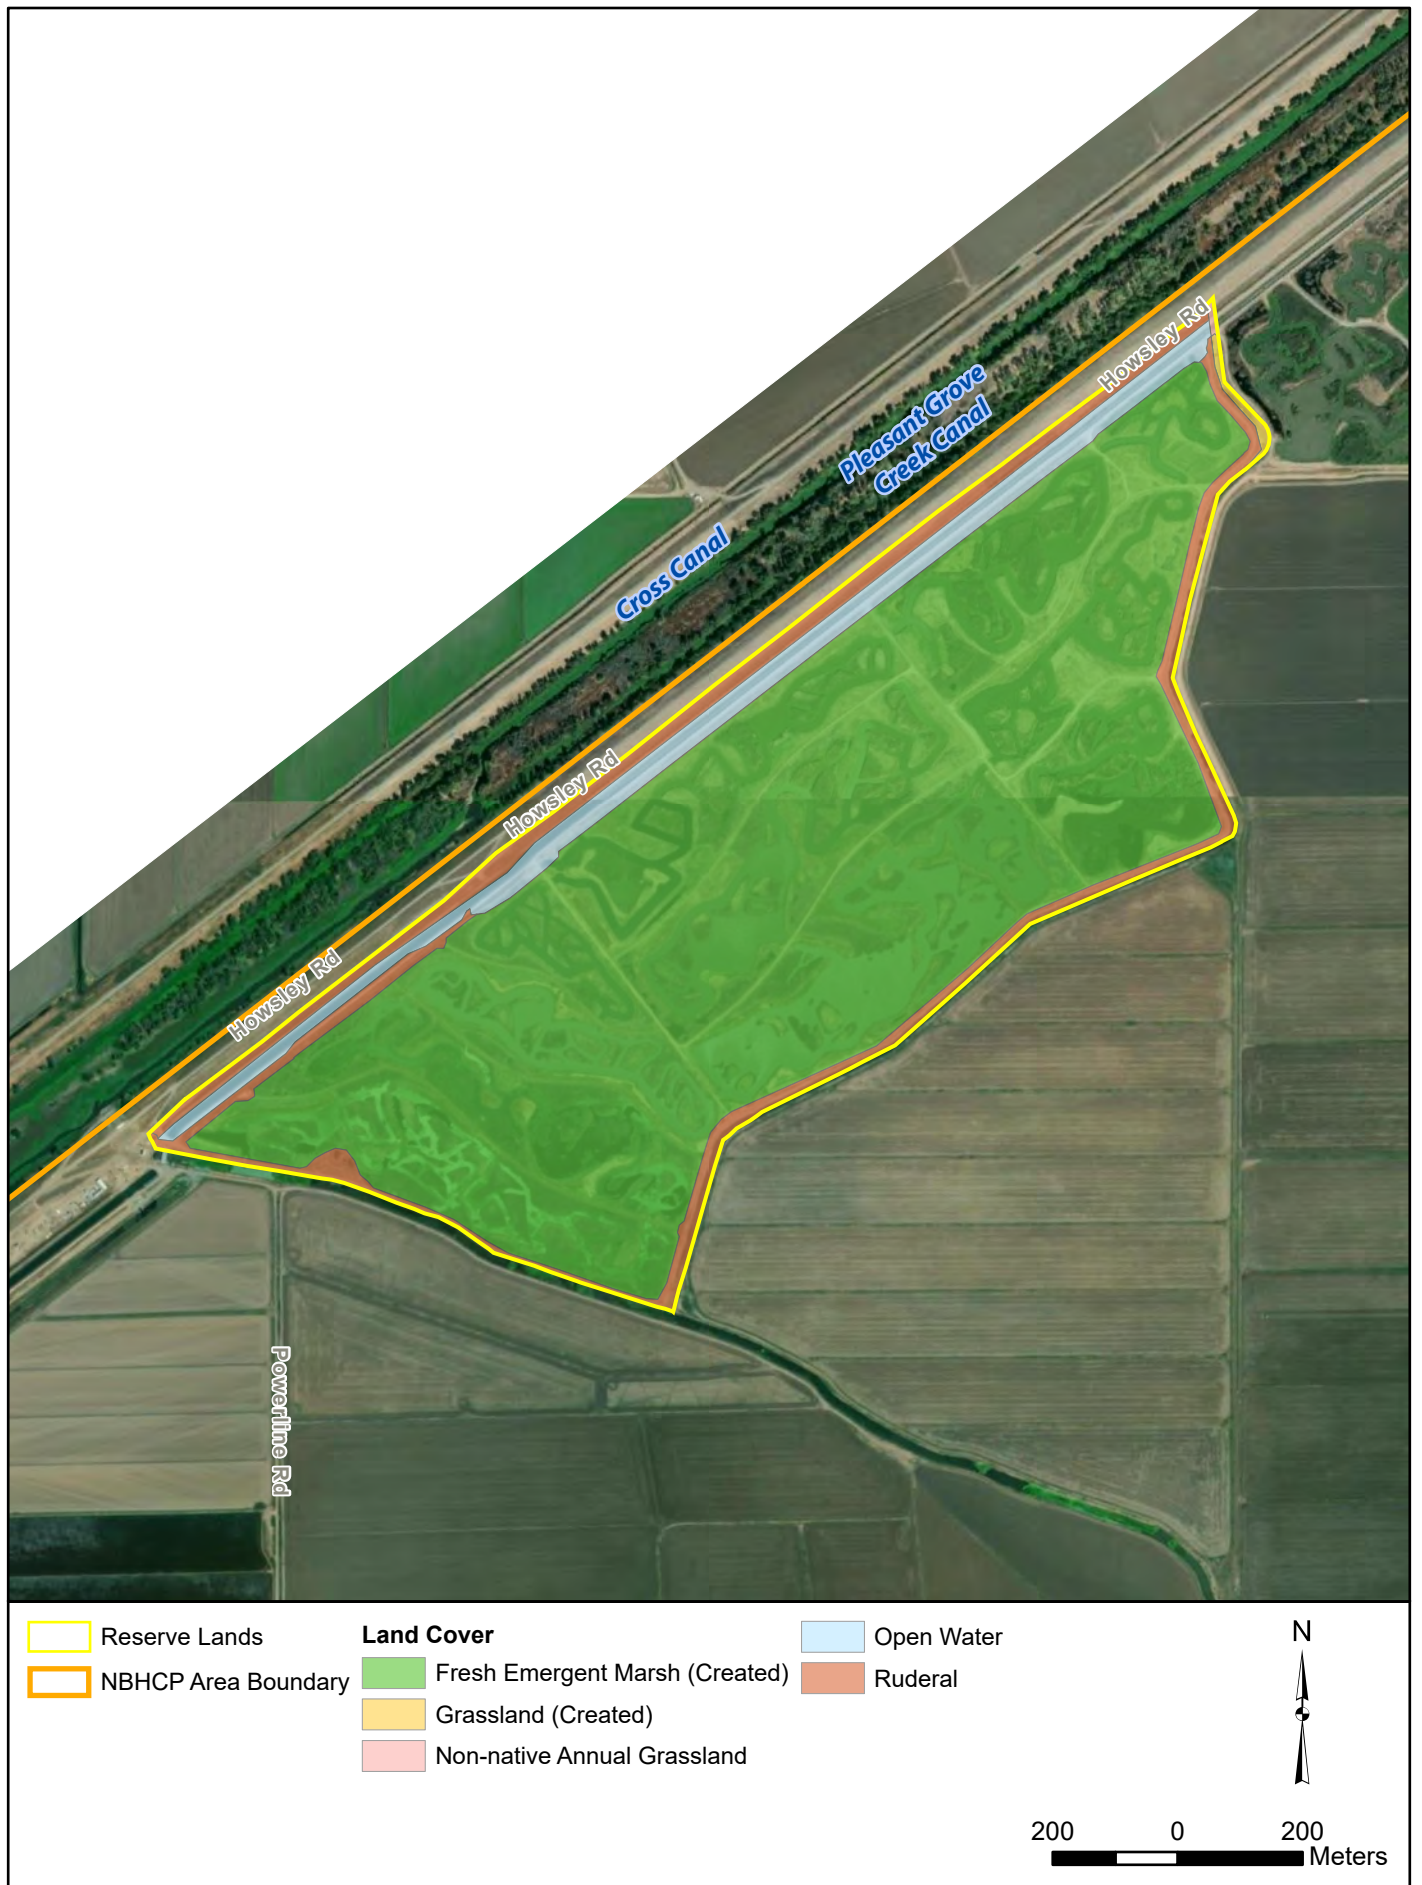 Howsley Rd
Pleasant Grove
Creek Canal
Cross Canal
Howsley Rd
Howsley Rd
Powerline Rd
Reserve Lands
NBHCP Area Boundary
Land Cover
Fresh Emergent Marsh (Created)
Grassland (Created)
Non-native Annual Grassland
Open Water
Ruderal
N
200 0 200
Meters